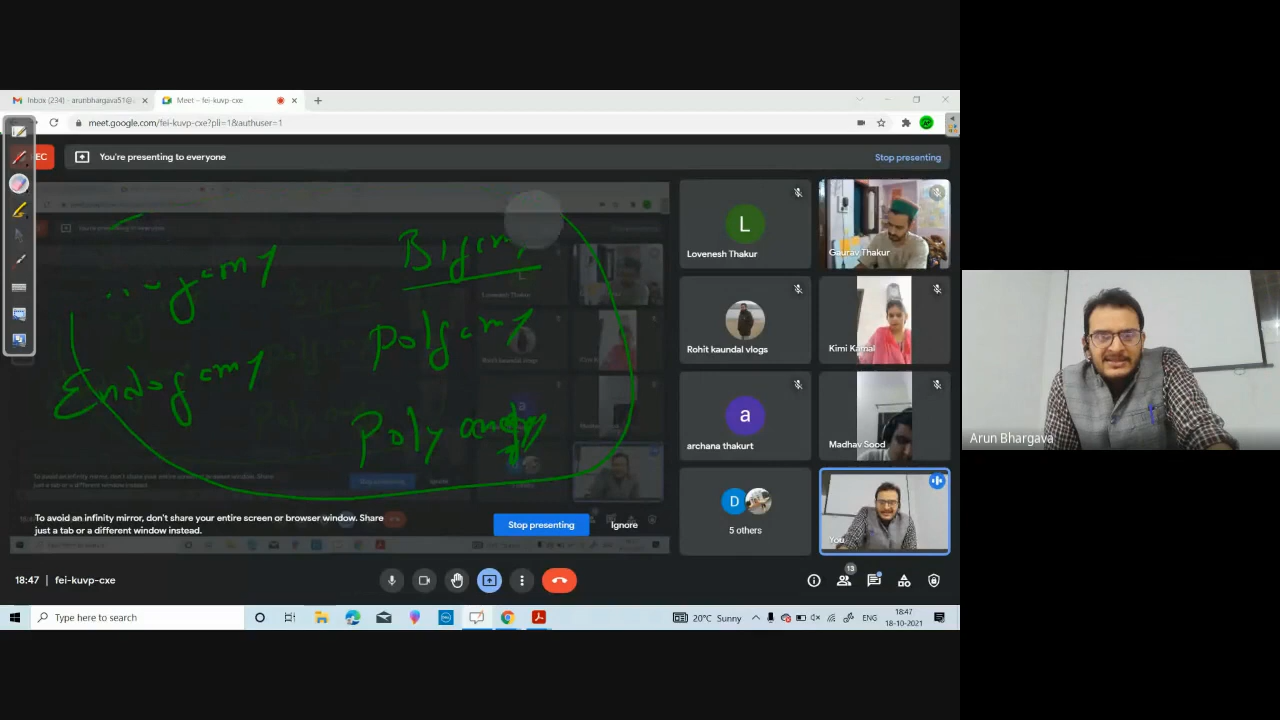 Inbox (234) - arunbhargava51@
Meet – fei-kuvp-cxe
meet.google.com/fei-kuvp-cxe?pli=1&authuser=1
EC
You're presenting to everyone
Stop presenting
Bigamy
Polgamy
Endogamy
Polyandry
L
Lovenesh Thakur
Gaurav Thakur
Rohit kaundal vlogs
Kimi Kamal
a
archana thakurt
Madhav Sood
D
5 others
You
Arun Bhargava
To avoid an infinity mirror, don't share your entire screen or browser window. Share
just a tab or a different window instead.
Stop presenting
Ignore
18:47 | fei-kuvp-cxe
13
Type here to search
20°C Sunny
ENG
18:47
18-10-2021